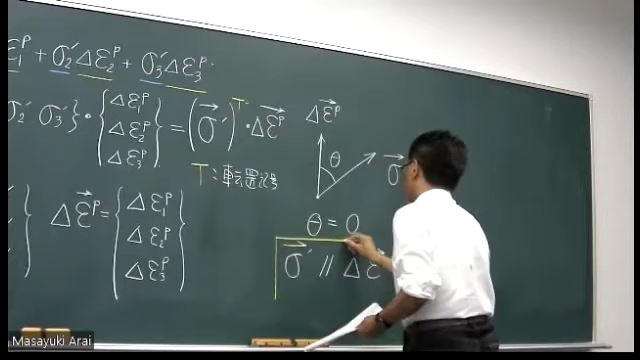 ε₁ᵖ + σ₂′Δε₂ᵖ + σ₃′Δε₃ᵖ
σ₂′ σ₃′}・{Δε₁ᵖ Δε₂ᵖ Δε₃ᵖ} = (σ⃗′)ᵀ・Δε⃗ᵖ
T:転置記号
Δε⃗ᵖ = {Δε₁ᵖ Δε₂ᵖ Δε₃ᵖ}
Δε⃗ᵖ
θ
σ⃗
θ = 0
σ⃗′ // Δε
Masayuki Arai